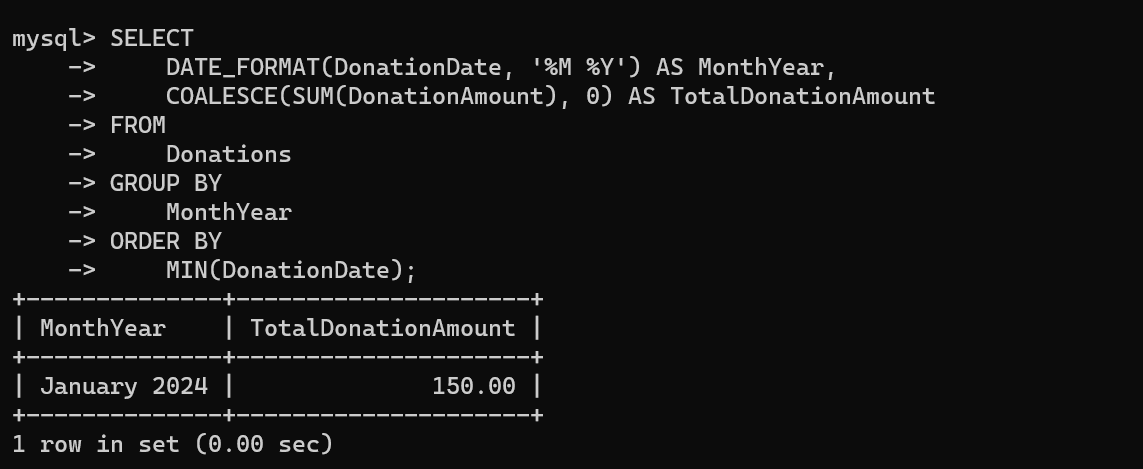 mysql> SELECT
    ->     DATE_FORMAT(DonationDate, '%M %Y') AS MonthYear,
    ->     COALESCE(SUM(DonationAmount), 0) AS TotalDonationAmount
    -> FROM
    ->     Donations
    -> GROUP BY
    ->     MonthYear
    -> ORDER BY
    ->     MIN(DonationDate);
+--------------+---------------------+
| MonthYear    | TotalDonationAmount |
+--------------+---------------------+
| January 2024 |              150.00 |
+--------------+---------------------+
1 row in set (0.00 sec)